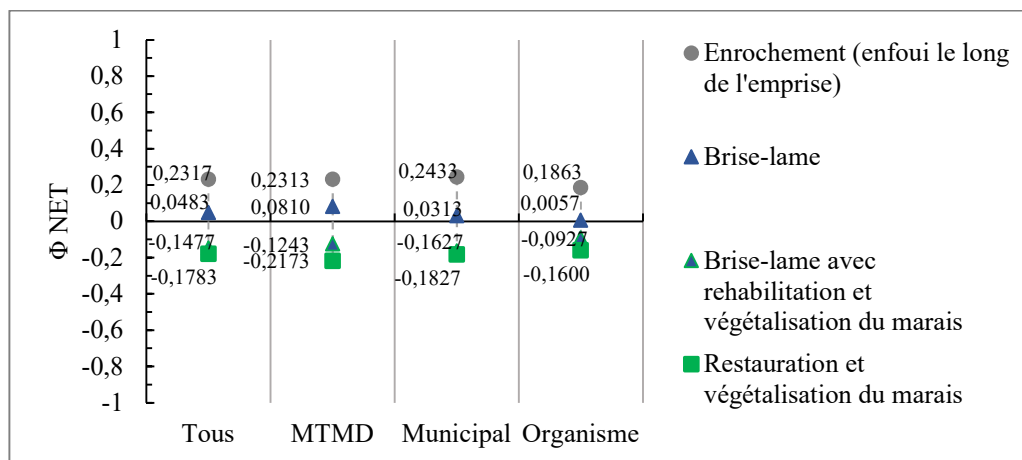 1
0,8
0,6
0,4
0,2
0
-0,2
-0,4
-0,6
-0,8
-1
Φ NET
0,2317
0,0483
-0,1477
-0,1783
0,2313
0,0810
-0,1243
-0,2173
0,2433
0,0313
-0,1627
-0,1827
0,1863
0,0057
-0,0927
-0,1600
Tous
MTMD
Municipal
Organisme
Enrochement (enfoui le long
de l'emprise)
Brise-lame
Brise-lame avec
rehabilitation et
végétalisation du marais
Restauration et
végétalisation du marais